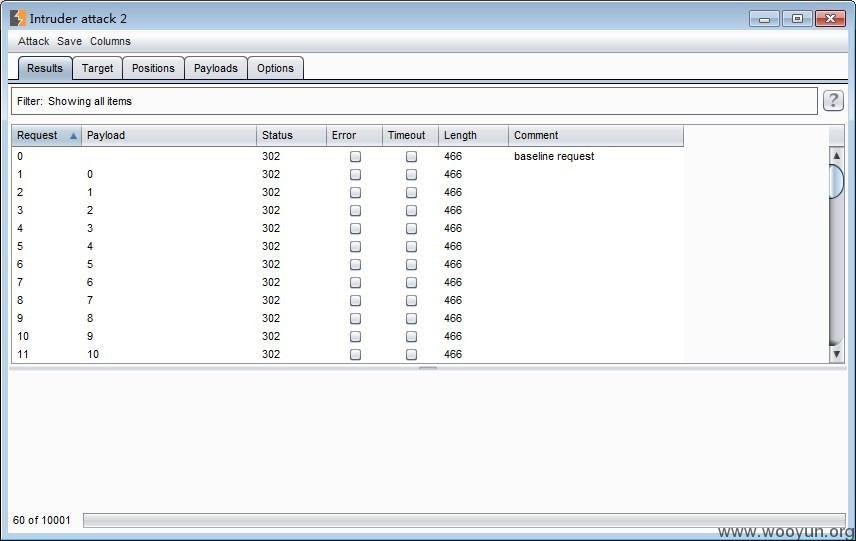 Intruder attack 2
Attack Save Columns
Results Target Positions Payloads Options
Filter: Showing all items
?
Request Payload Status Error Timeout Length Comment
0 302 466 baseline request
1 0 302 466
2 1 302 466
3 2 302 466
4 3 302 466
5 4 302 466
6 5 302 466
7 6 302 466
8 7 302 466
9 8 302 466
10 9 302 466
11 10 302 466
60 of 10001
www.wooyun.org